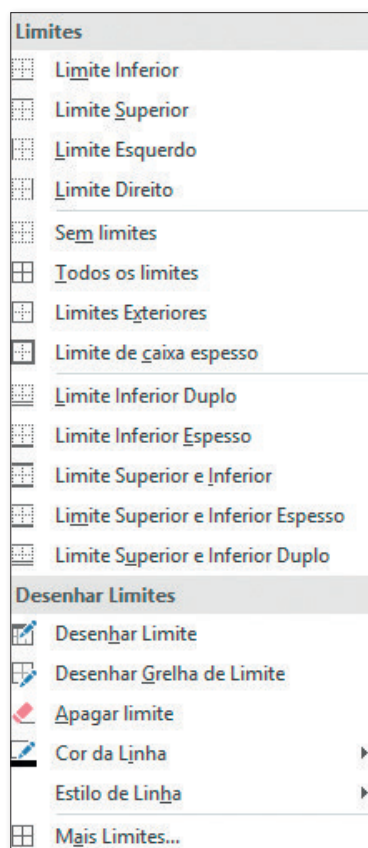 Limites
Limite Inferior
Limite Superior
Limite Esquerdo
Limite Direito
Sem limites
Todos os limites
Limites Exteriores
Limite de caixa espesso
Limite Inferior Duplo
Limite Inferior Espesso
Limite Superior e Inferior
Limite Superior e Inferior Espesso
Limite Superior e Inferior Duplo
Desenhar Limites
Desenhar Limite
Desenhar Grelha de Limite
Apagar limite
Cor da Linha
Estilo de Linha
Mais Limites...